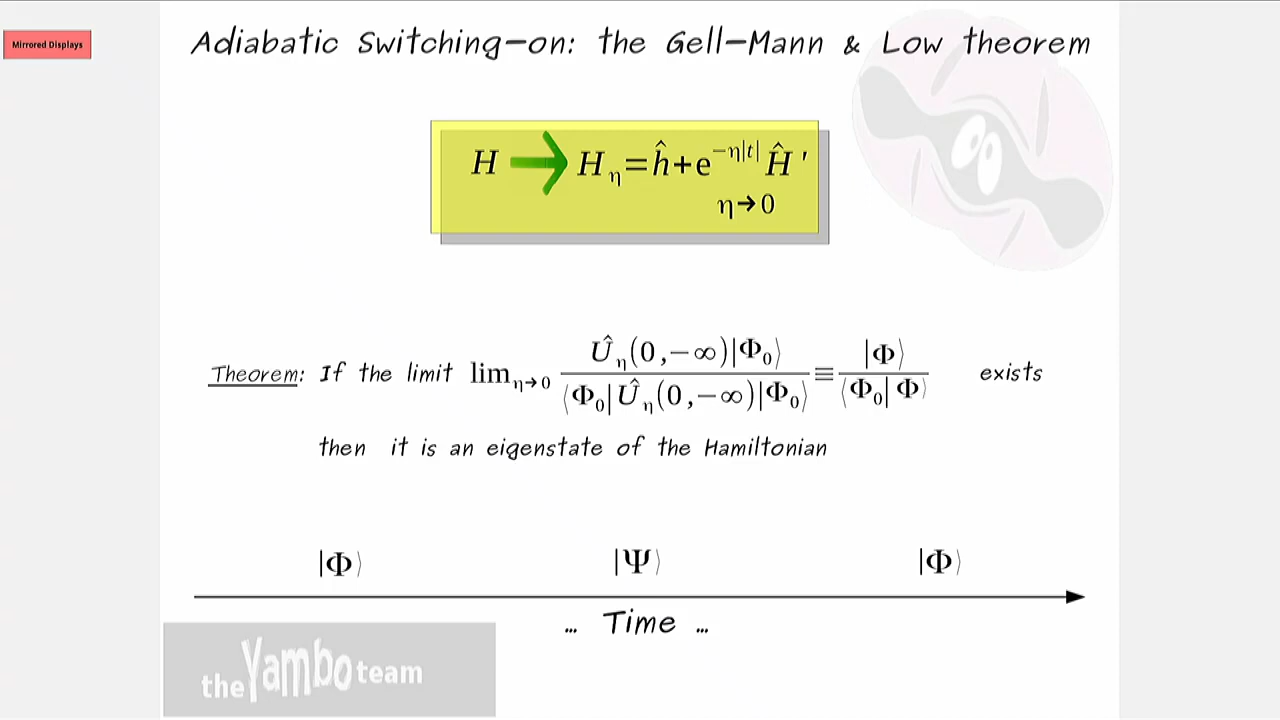 Mirrored Displays
Adiabatic Switching-on: the Gell-Mann & Low theorem
H → H_η = ĥ + e^{-η|t|} Ĥ '
η→0
Theorem: If the limit lim_{η→0} Û_η(0,-∞)|Φ_0⟩ / ⟨Φ_0|Û_η(0,-∞)|Φ_0⟩ ≡ |Φ⟩ / ⟨Φ_0|Φ⟩ exists
then it is an eigenstate of the Hamiltonian
|Φ⟩ |Ψ⟩ |Φ⟩
... Time ...
the Yambo team